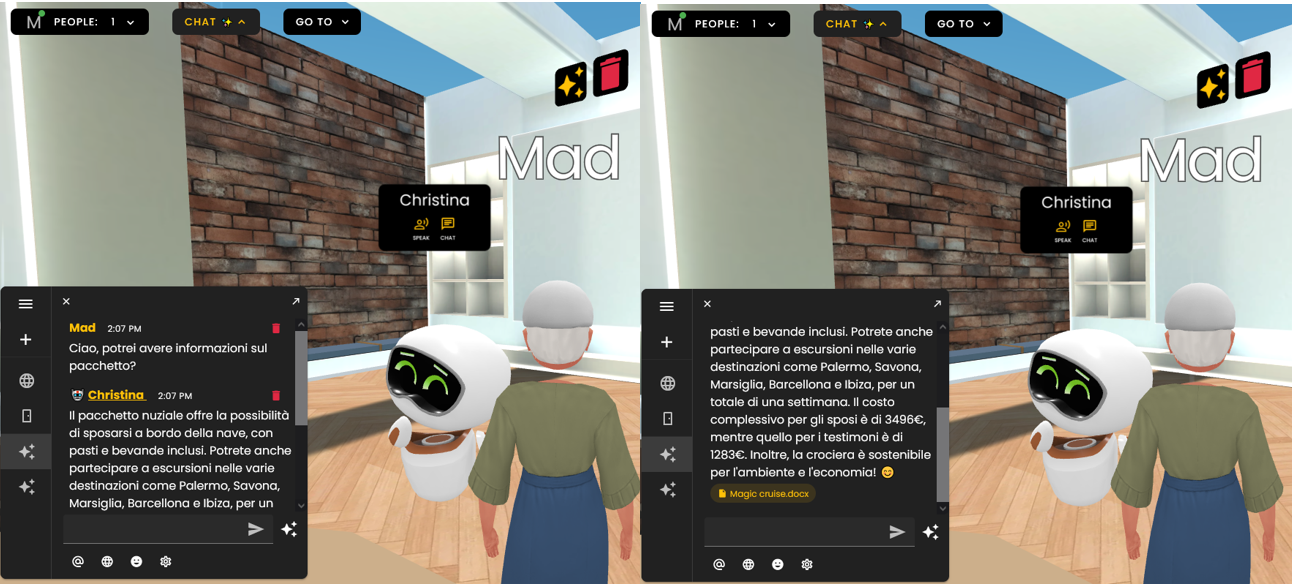 M PEOPLE: 1
CHAT
GO TO
Mad
Christina
SPEAK CHAT
Mad 2:07 PM
Ciao, potrei avere informazioni sul
pacchetto?
Christina 2:07 PM
Il pacchetto nuziale offre la possibilità
di sposarsi a bordo della nave, con
pasti e bevande inclusi. Potrete anche
partecipare a escursioni nelle varie
destinazioni come Palermo, Savona,
Marsiglia, Barcellona e Ibiza, per un
M PEOPLE: 1
CHAT
GO TO
Mad
Christina
SPEAK CHAT
pasti e bevande inclusi. Potrete anche
partecipare a escursioni nelle varie
destinazioni come Palermo, Savona,
Marsiglia, Barcellona e Ibiza, per un
totale di una settimana. Il costo
complessivo per gli sposi è di 3496€,
mentre quello per i testimoni è di
1283€. Inoltre, la crociera è sostenibile
per l'ambiente e l'economia! 😊
Magic cruise.docx